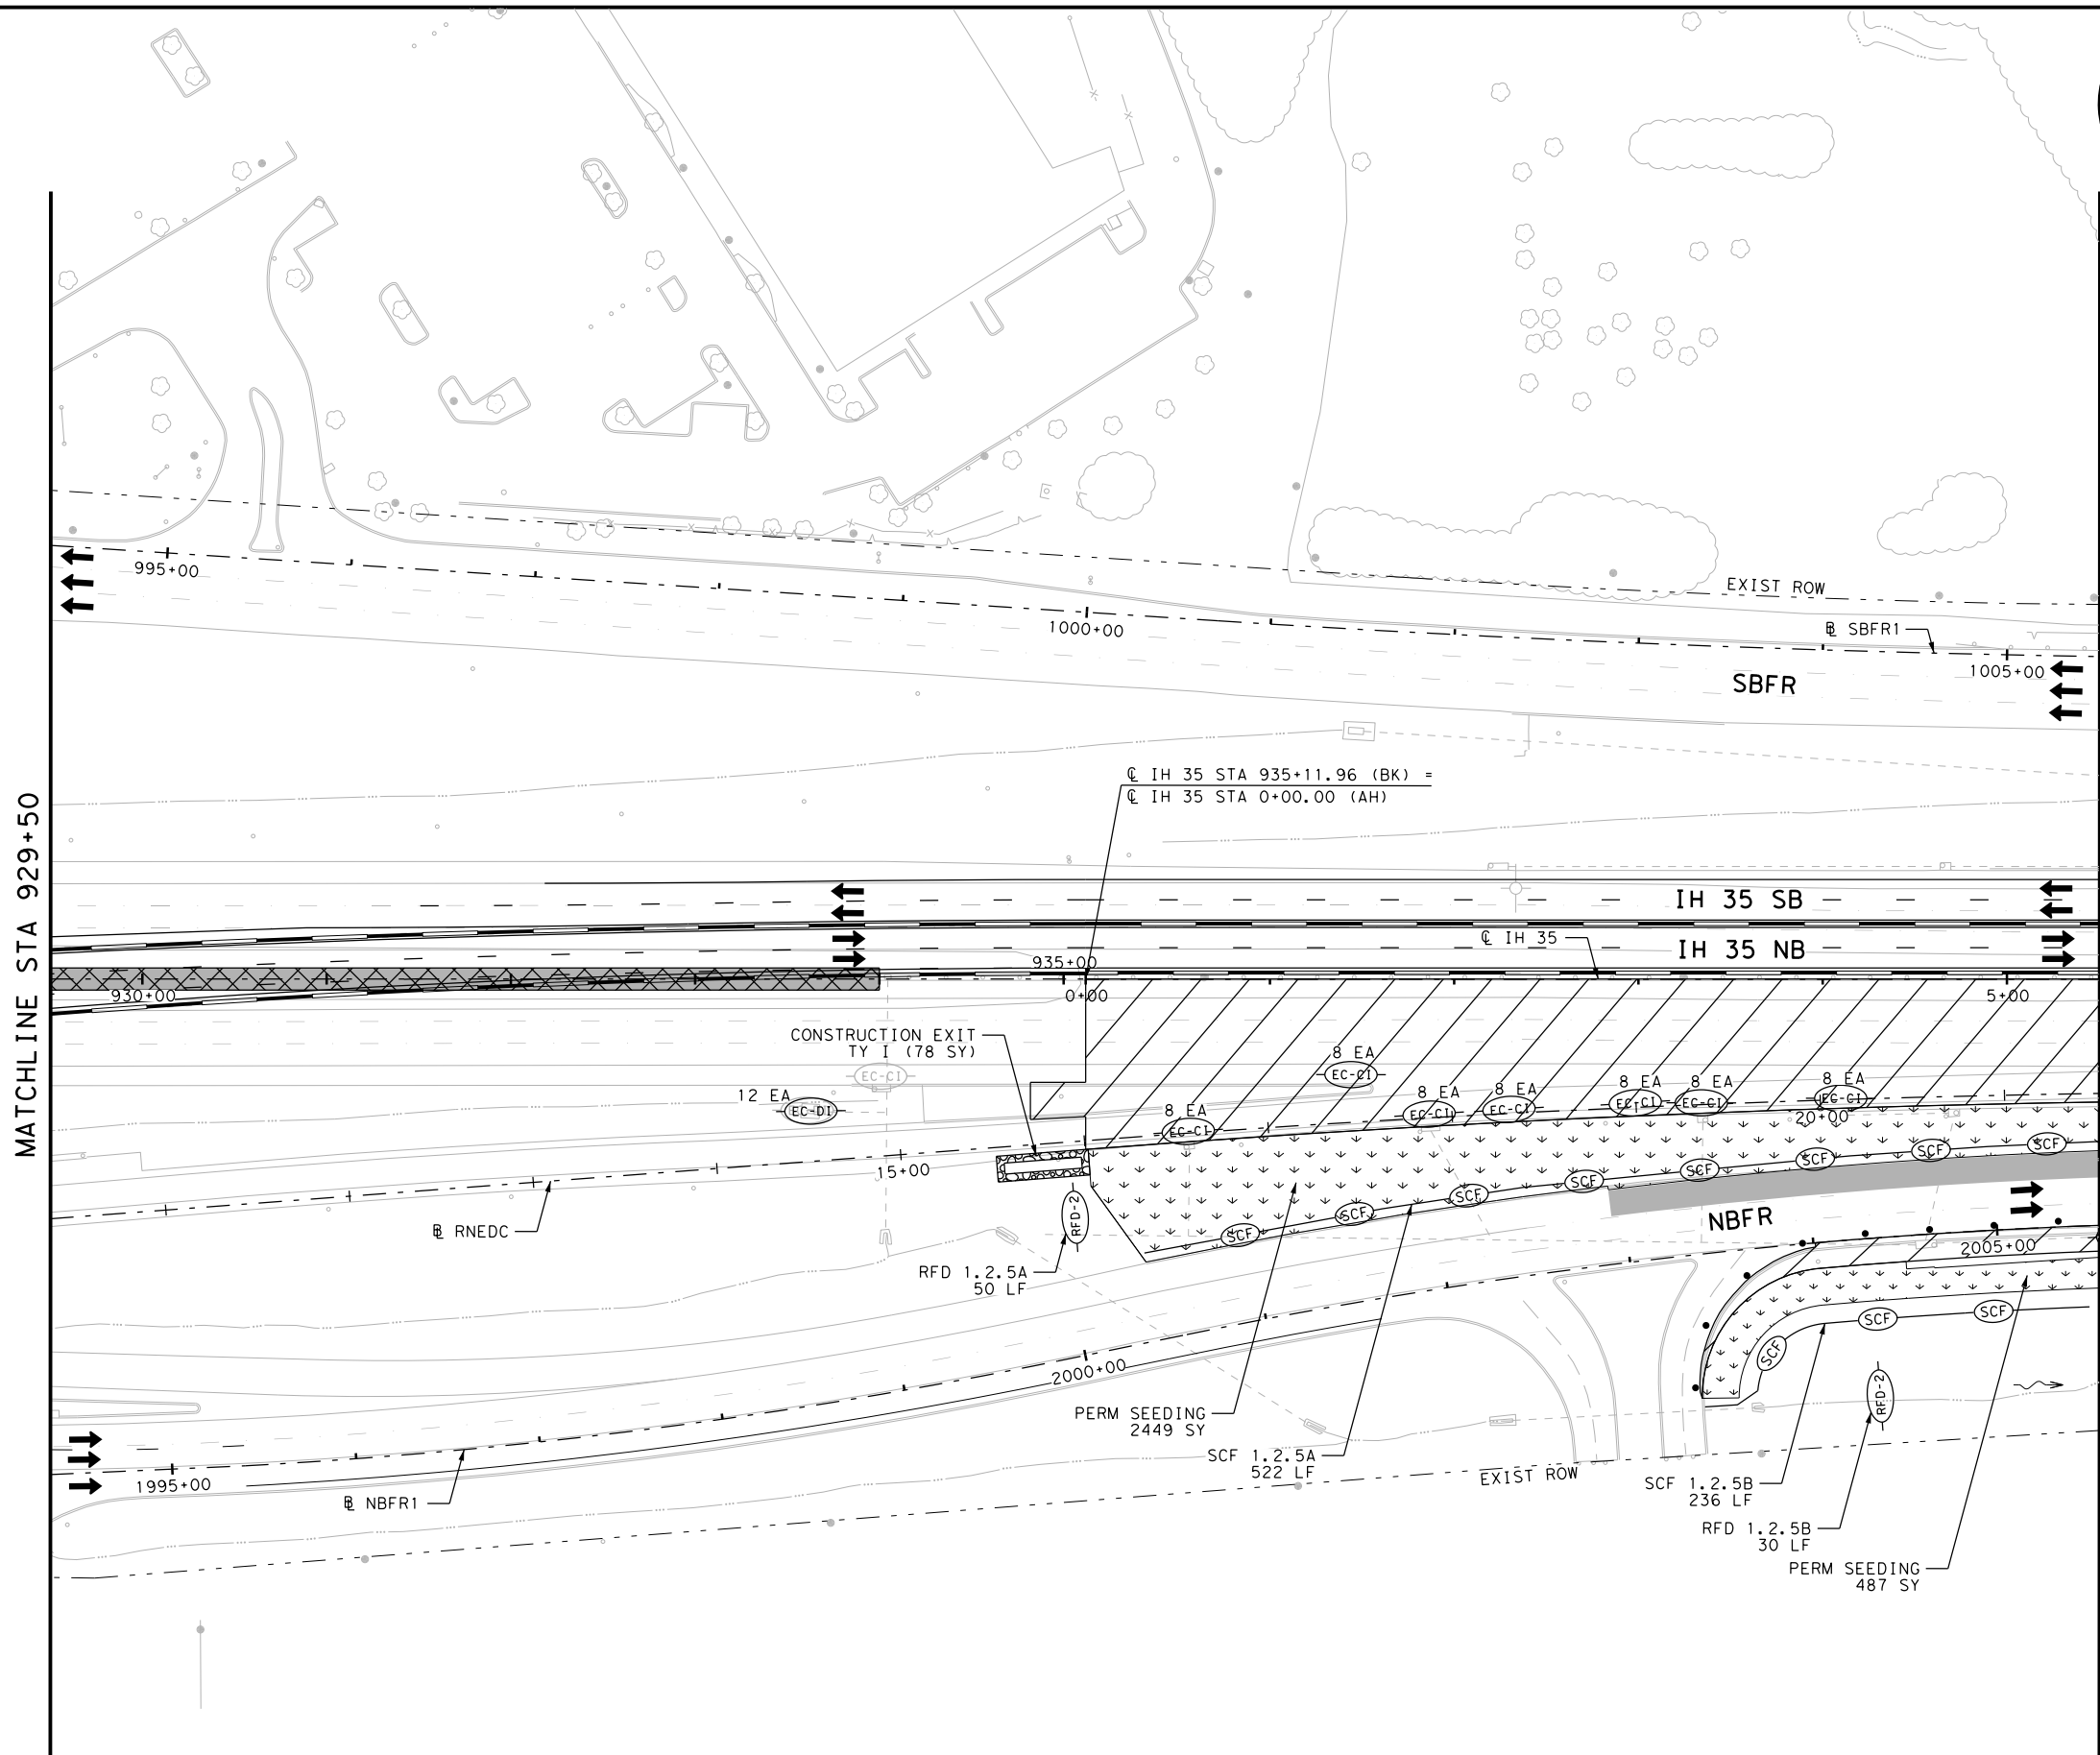 995+00
1000+00
EXIST ROW
℄ SBFR1
1005+00
SBFR
MATCHLINE STA 929+50
℄ IH 35 STA 935+11.96 (BK) =
℄ IH 35 STA 0+00.00 (AH)
IH 35 SB
℄ IH 35
IH 35 NB
935+00
930+00
0+00
5+00
CONSTRUCTION EXIT
TY I (78 SY)
8 EA
EC-CI
EC-CI
12 EA
EC-DI
8 EA
EC-CI
8 EA
EC-CI
8 EA
EC-CI
8 EA
EC-CI
8 EA
EC-CI
8 EA
EC-CI
20+00
15+00
SCF
SCF
SCF
SCF
SCF
SCF
SCF
SCF
RFD-2
NBFR
℄ RNEDC
2005+00
RFD 1.2.5A
50 LF
SCF
SCF
SCF
2000+00
RFD-2
PERM SEEDING
2449 SY
SCF 1.2.5A
522 LF
EXIST ROW
SCF 1.2.5B
236 LF
1995+00
℄ NBFR1
RFD 1.2.5B
30 LF
PERM SEEDING
487 SY